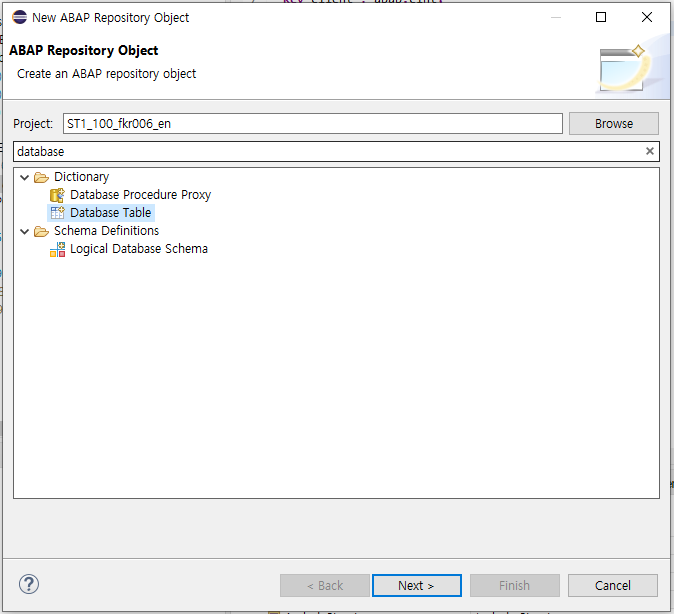 New ABAP Repository Object
ABAP Repository Object
Create an ABAP repository object
Project: ST1_100_fkr006_en Browse
database
Dictionary
Database Procedure Proxy
Database Table
Schema Definitions
Logical Database Schema
< Back Next > Finish Cancel